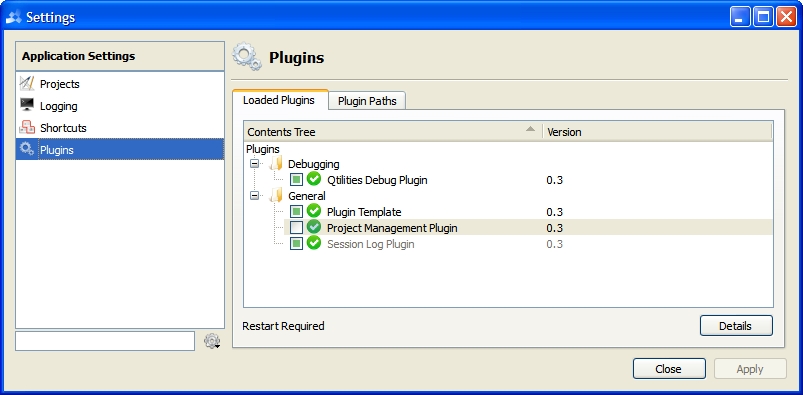 Settings
Application Settings
Projects
Logging
Shortcuts
Plugins
Plugins
Loaded Plugins
Plugin Paths
Contents Tree Version
Plugins
Debugging
Qtilities Debug Plugin 0.3
General
Plugin Template 0.3
Project Management Plugin 0.3
Session Log Plugin 0.3
Restart Required
Details
Close
Apply